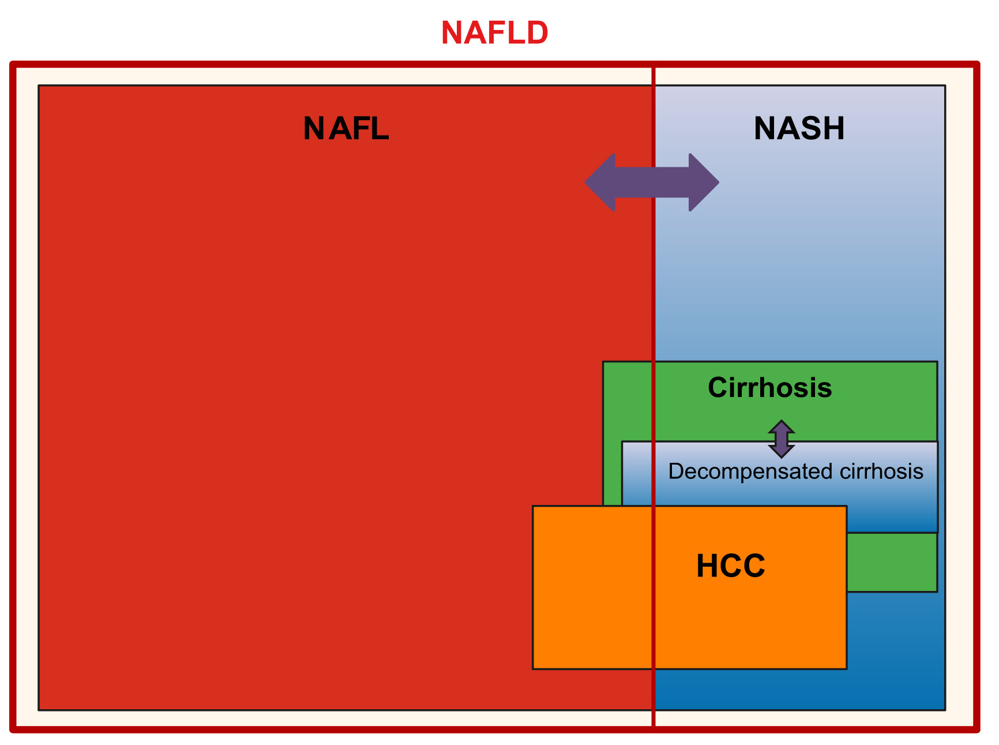 NAFLD
NAFL
NASH
Cirrhosis
Decompensated cirrhosis
HCC